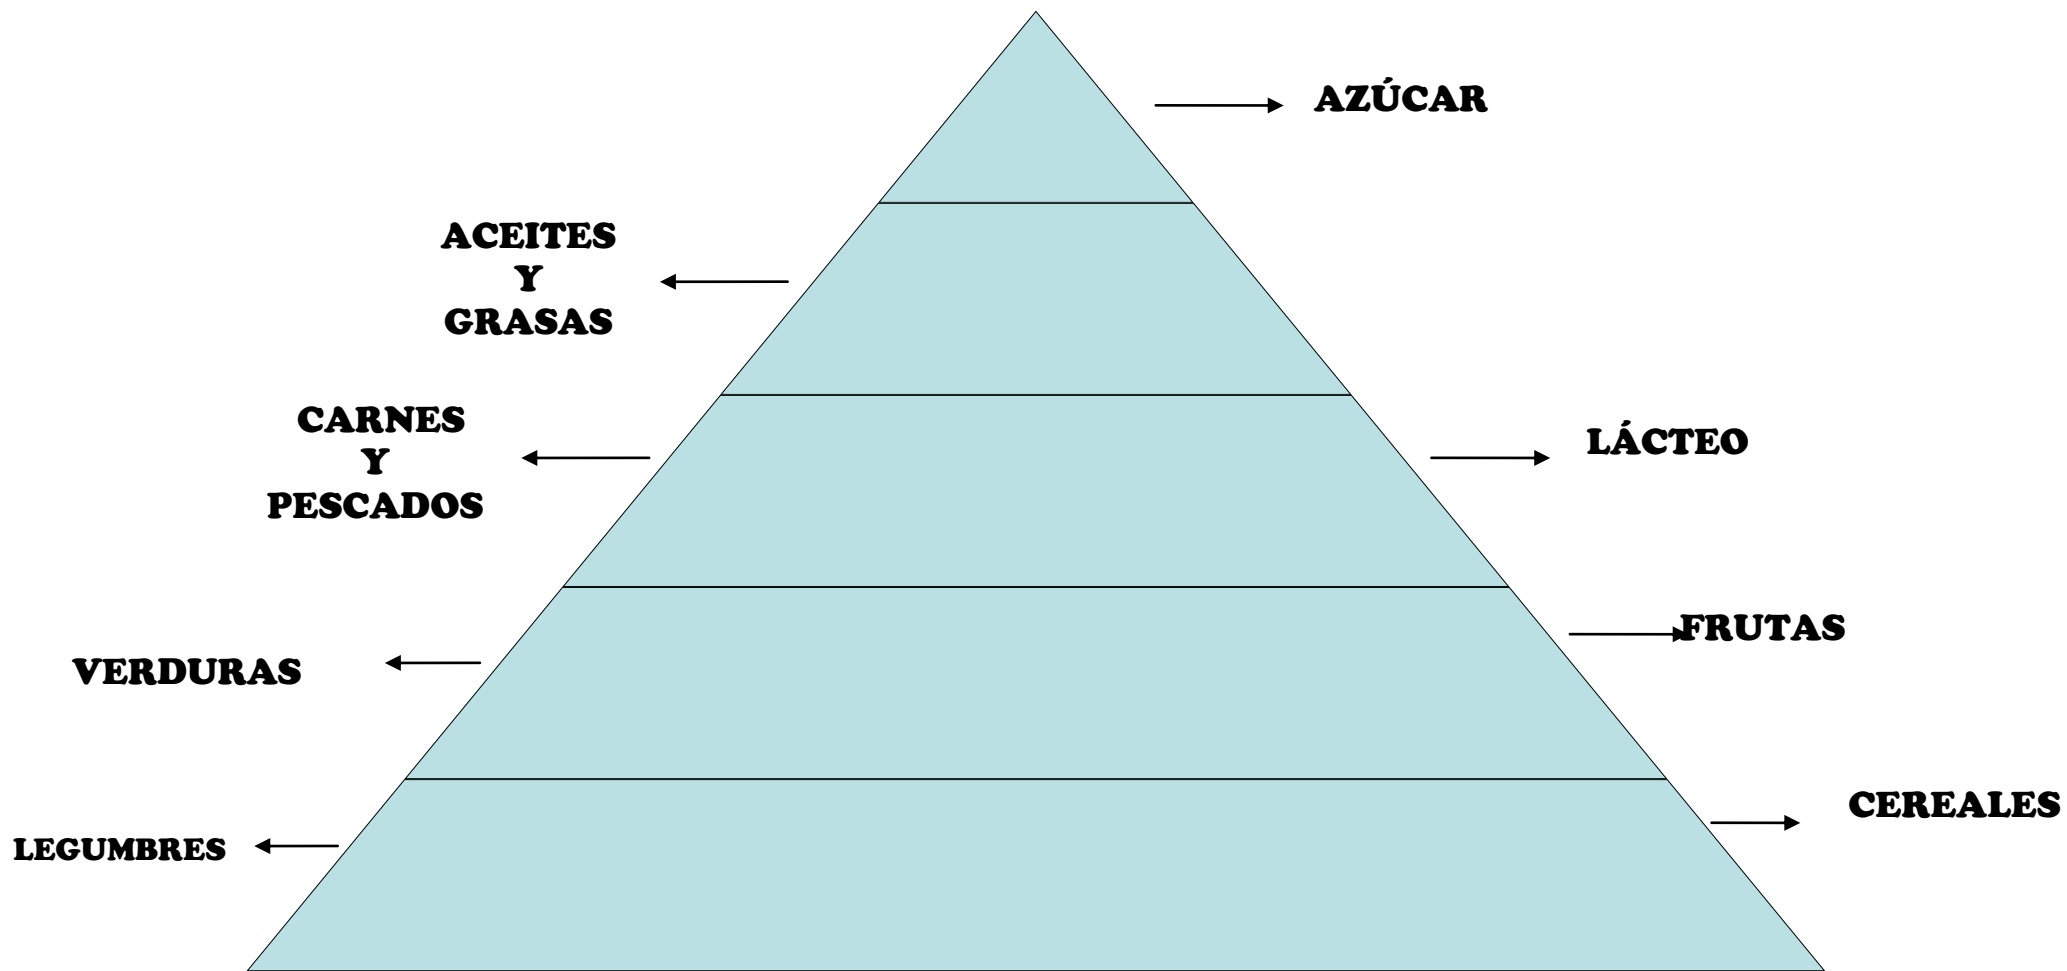 AZÚCAR
ACEITES
Y
GRASAS
CARNES
Y
PESCADOS
LÁCTEO
FRUTAS
VERDURAS
CEREALES
LEGUMBRES